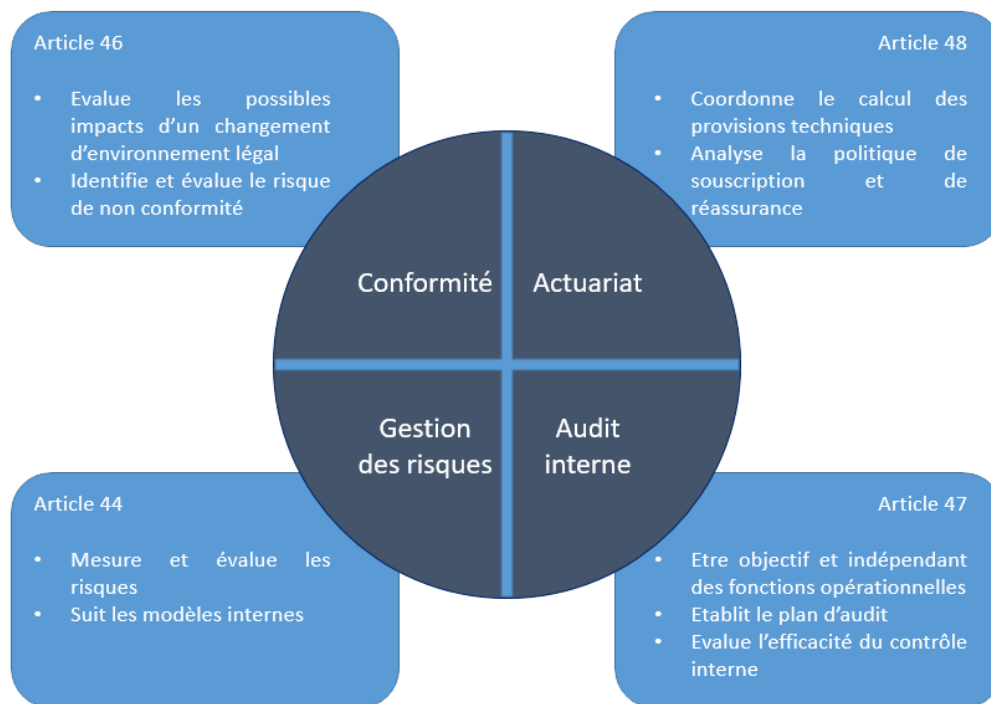 Article 46
• Evalue les possibles
impacts d’un changement
d’environnement légal
• Identifie et évalue le risque
de non conformité
Article 48
• Coordonne le calcul des
provisions techniques
• Analyse la politique de
souscription et de
réassurance
Conformité
Actuariat
Gestion
des risques
Audit
interne
Article 44
• Mesure et évalue les
risques
• Suit les modèles internes
Article 47
• Etre objectif et indépendant
des fonctions opérationnelles
• Etablit le plan d’audit
• Evalue l’efficacité du contrôle
interne